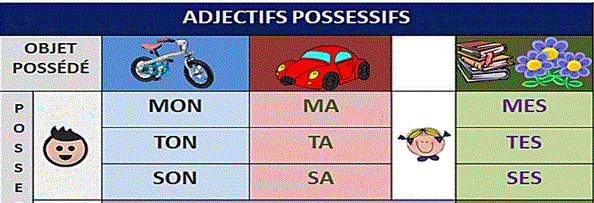 ADJECTIFS POSSESSIFS
OBJET
POSSÉDÉ
P
O
S
S
E
MON MA MES
TON TA TES
SON SA SES